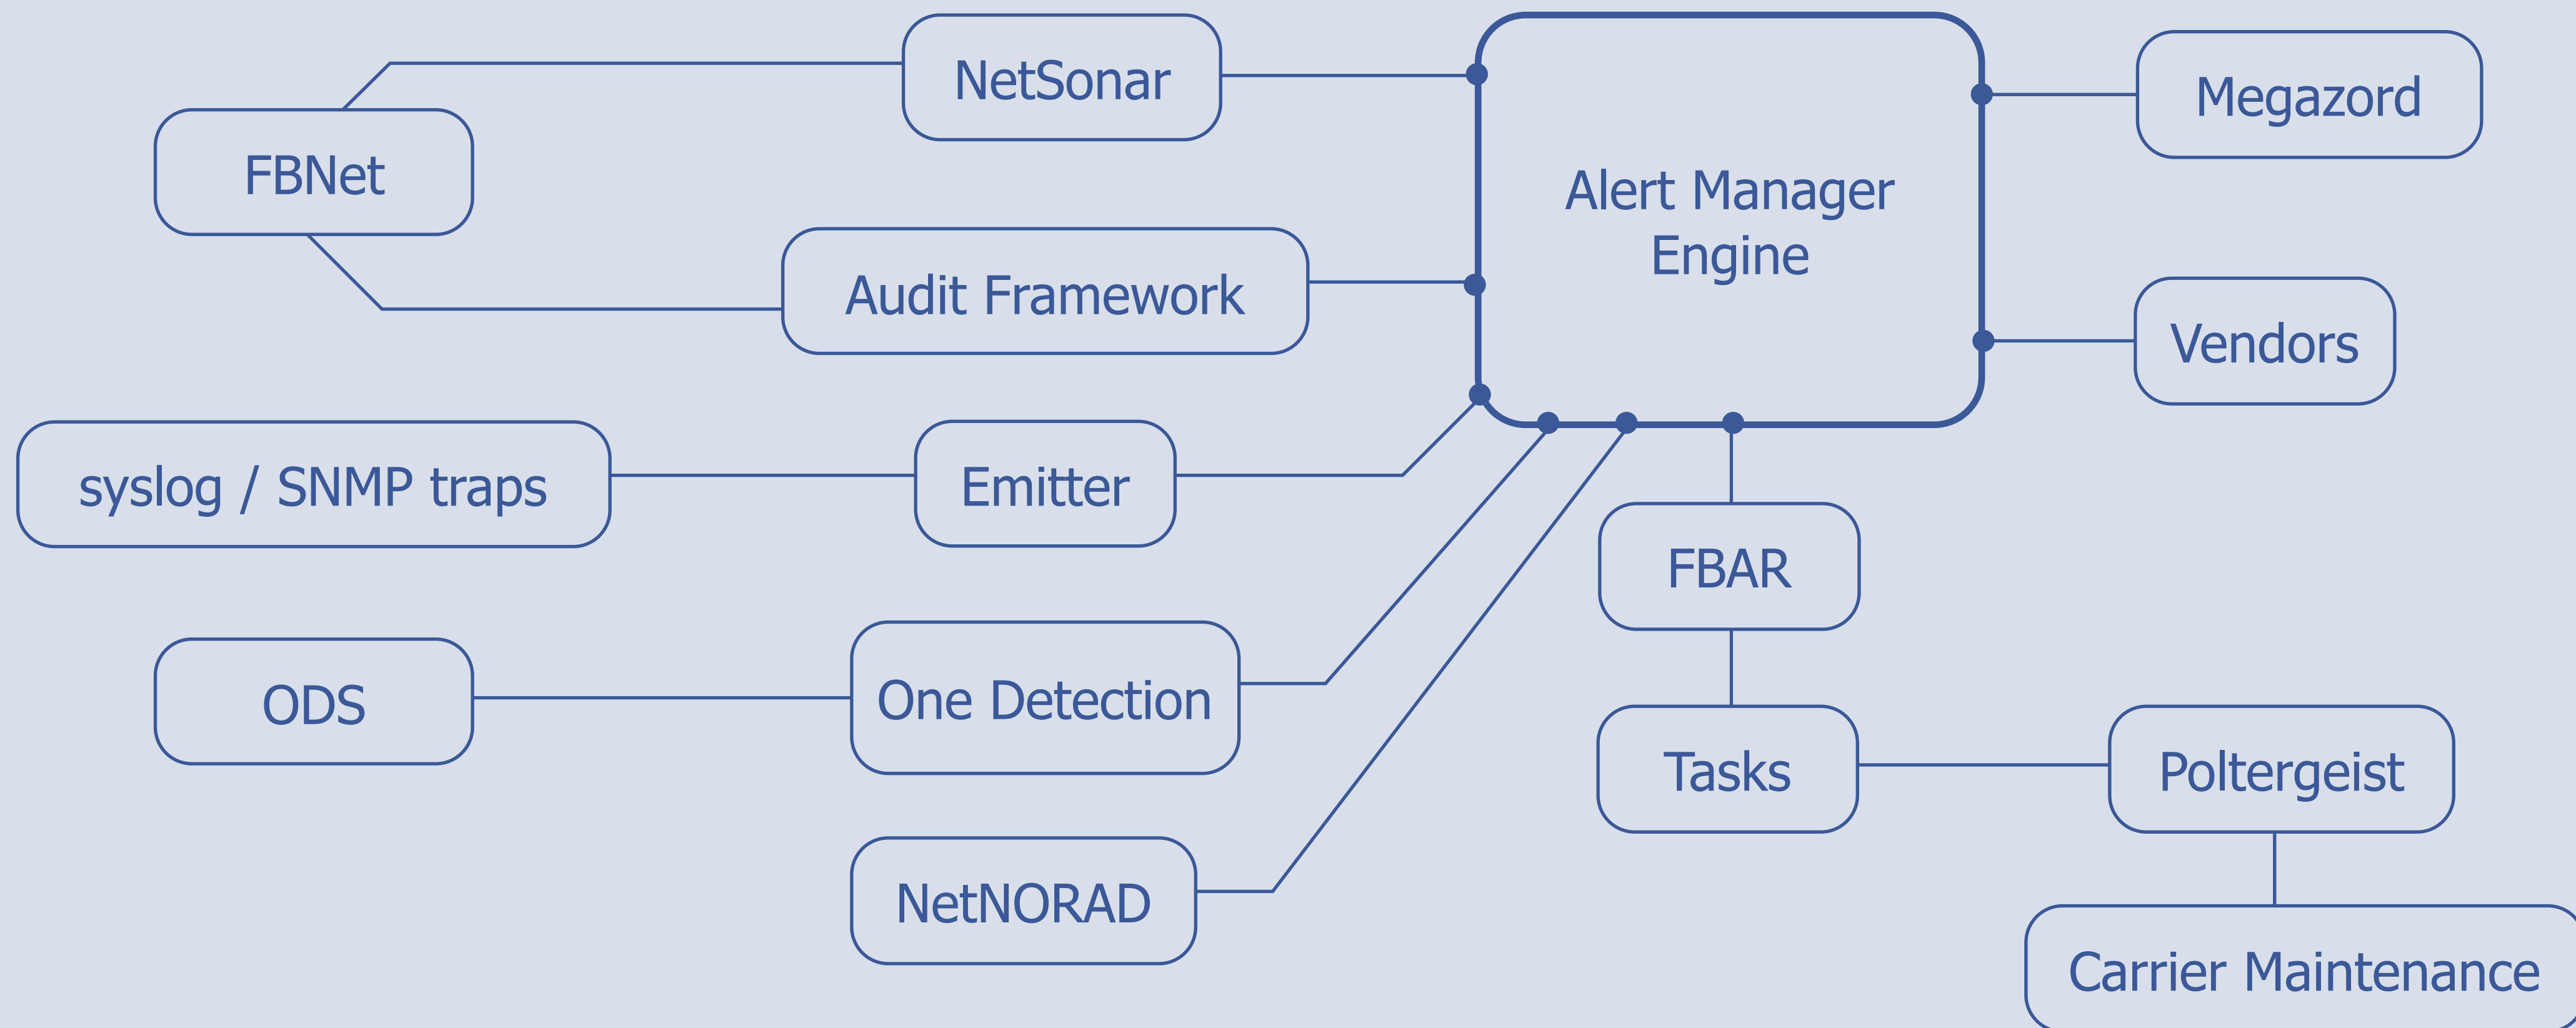 NetSonar
Megazord
FBNet
Alert Manager
Engine
Audit Framework
Vendors
syslog / SNMP traps
Emitter
FBAR
ODS
One Detection
Tasks
Poltergeist
NetNORAD
Carrier Maintenance